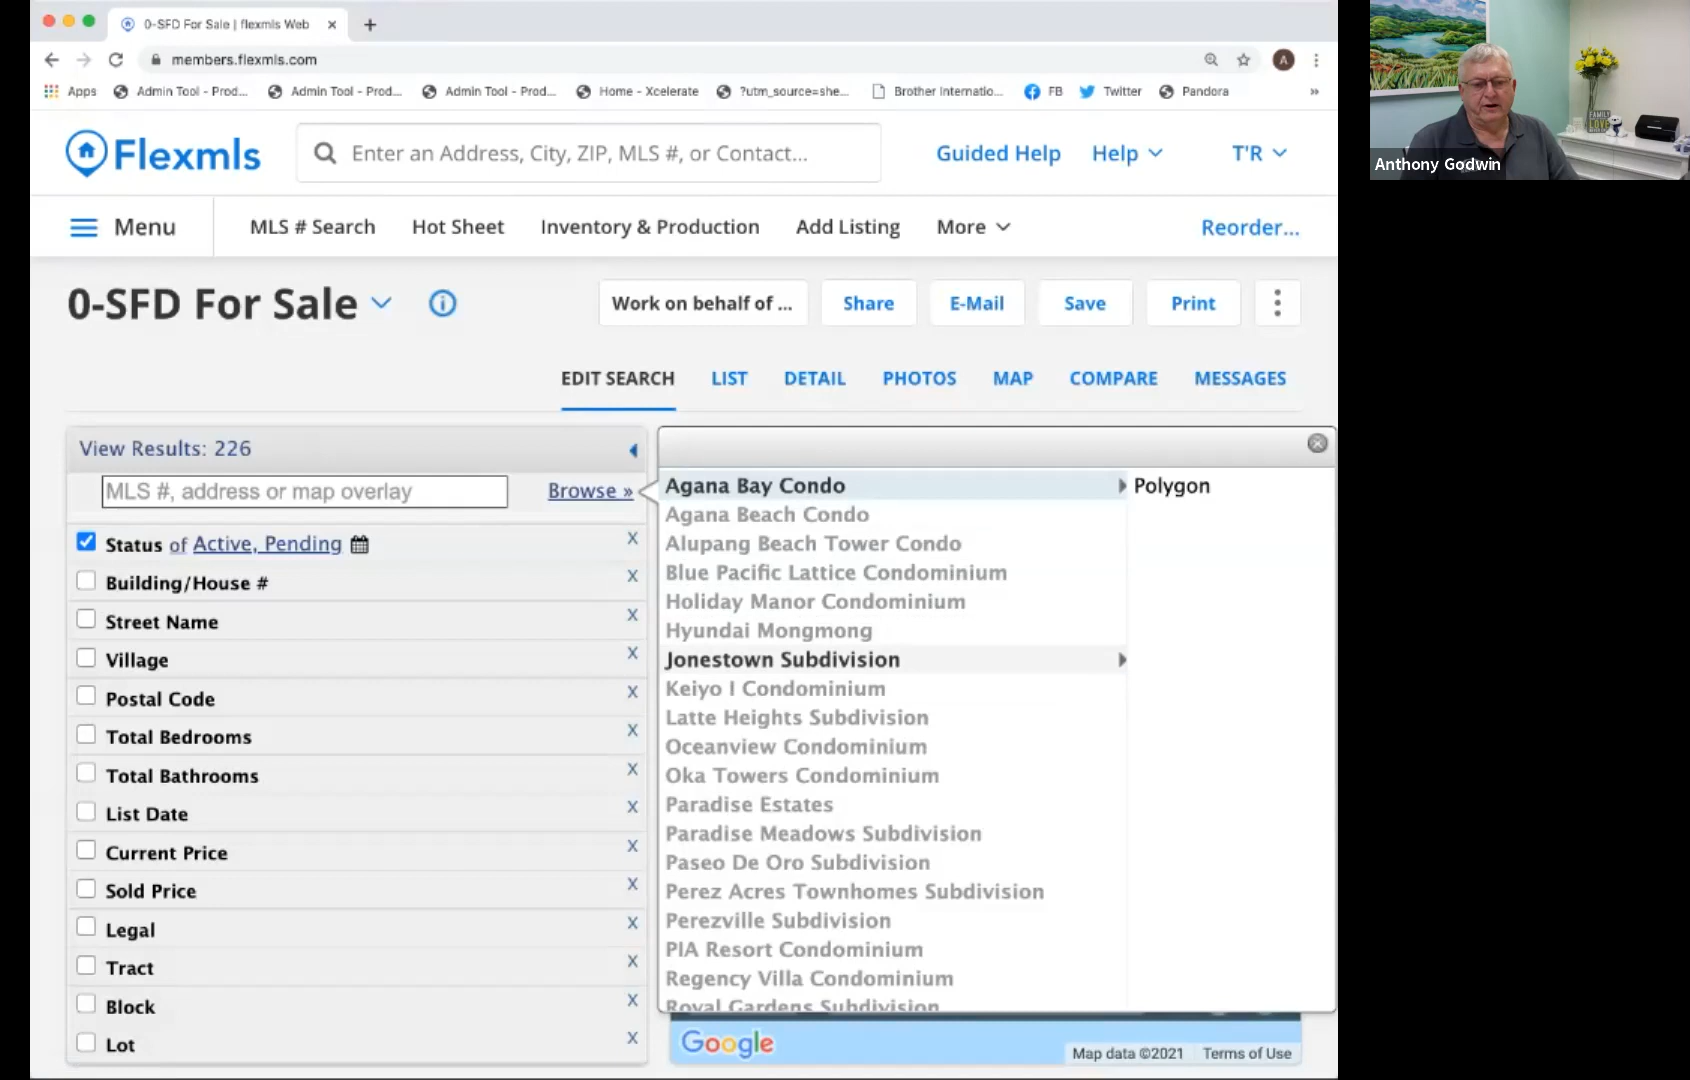 0-SFD For Sale | flexmls Web
members.flexmls.com
A
Apps Admin Tool - Prod... Admin Tool - Prod... Admin Tool - Prod... Home - Xcelerate ?utm_source=she... Brother Internatio... FB Twitter Pandora »
Flexmls Enter an Address, City, ZIP, MLS #, or Contact... Guided Help Help T'R
Menu MLS # Search Hot Sheet Inventory & Production Add Listing More Reorder...
0-SFD For Sale Work on behalf of ... Share E-Mail Save Print
EDIT SEARCH LIST DETAIL PHOTOS MAP COMPARE MESSAGES
View Results: 226
MLS #, address or map overlay Browse »
Status of Active, Pending X
Building/House # X
Street Name X
Village X
Postal Code X
Total Bedrooms X
Total Bathrooms X
List Date X
Current Price X
Sold Price X
Legal X
Tract X
Block X
Lot X
Agana Bay Condo Polygon
Agana Beach Condo
Alupang Beach Tower Condo
Blue Pacific Lattice Condominium
Holiday Manor Condominium
Hyundai Mongmong
Jonestown Subdivision
Keiyo I Condominium
Latte Heights Subdivision
Oceanview Condominium
Oka Towers Condominium
Paradise Estates
Paradise Meadows Subdivision
Paseo De Oro Subdivision
Perez Acres Townhomes Subdivision
Perezville Subdivision
PIA Resort Condominium
Regency Villa Condominium
Royal Gardens Subdivision
Google Map data ©2021 Terms of Use
FAMILY
LOVE
Anthony Godwin